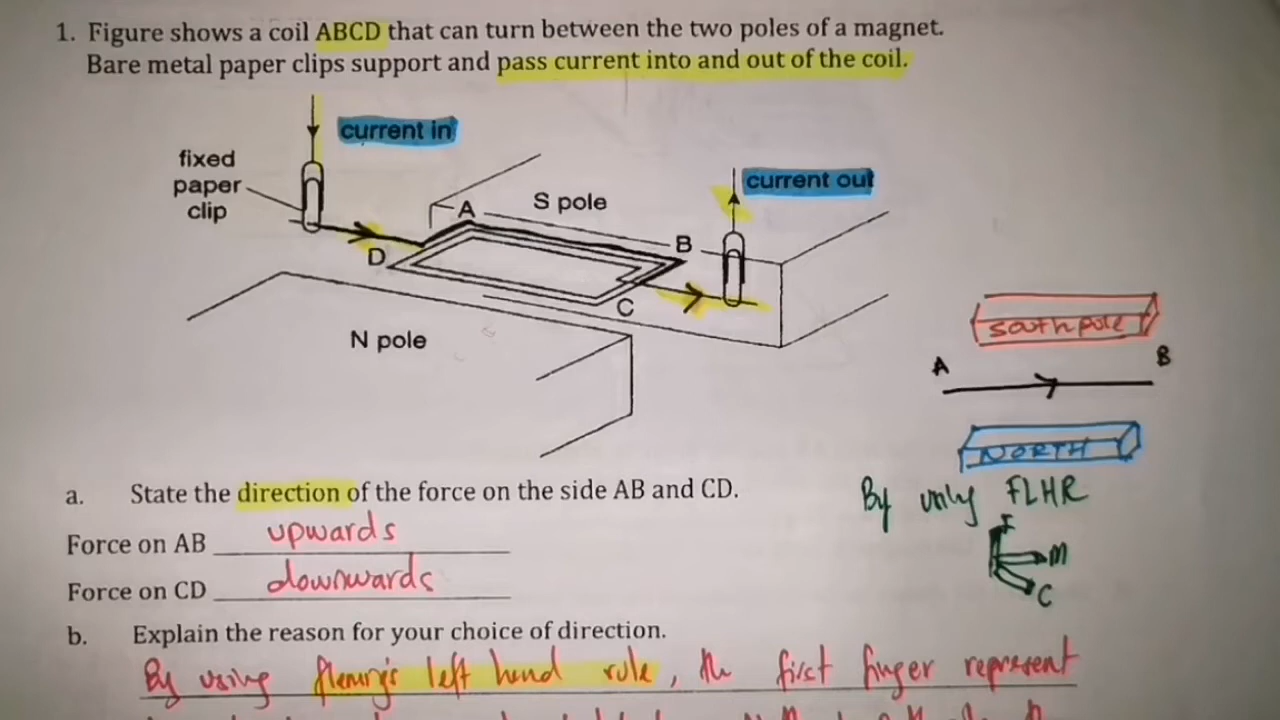 1. Figure shows a coil ABCD that can turn between the two poles of a magnet.
Bare metal paper clips support and pass current into and out of the coil.
current in
fixed
paper
clip
A
S pole
current out
B
D
C
N pole
south pole
A
B
NORTH
a. State the direction of the force on the side AB and CD.
By using FLHR
Force on AB upwards
F
M
C
Force on CD downwards
b. Explain the reason for your choice of direction.
By using fleming's left hand rule, the first finger represent